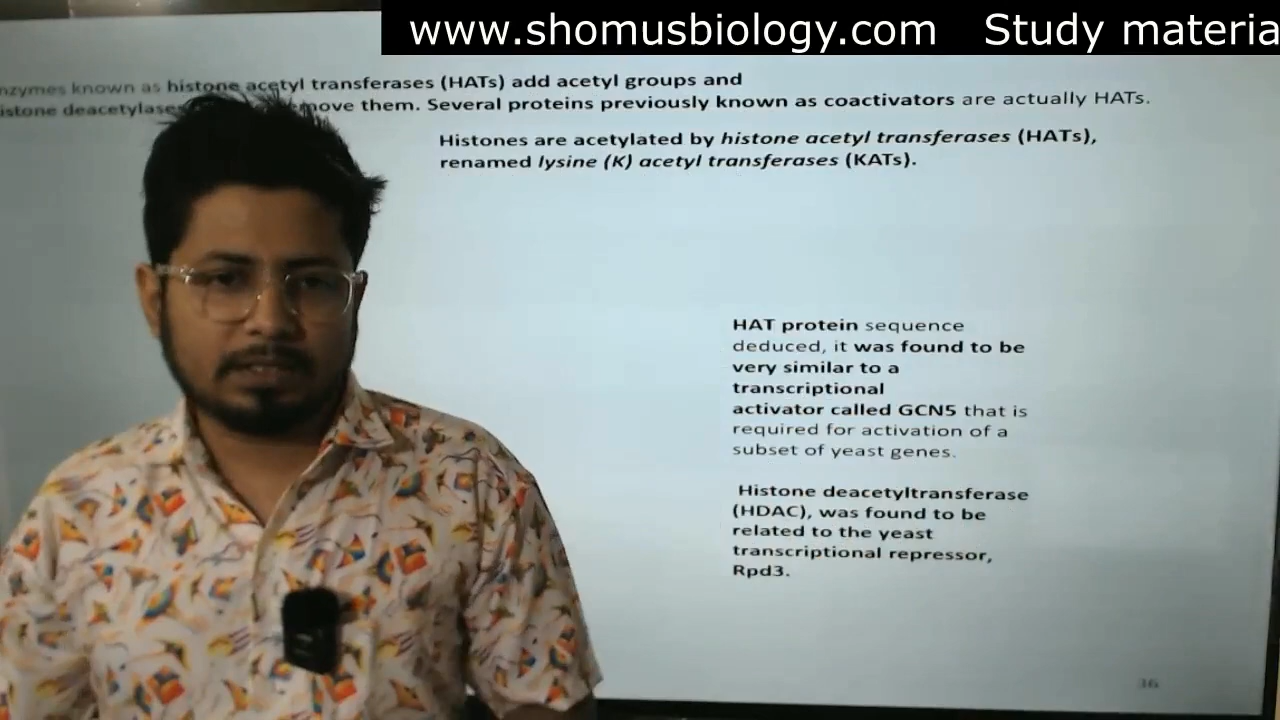 www.shomusbiology.com Study materia
nzymes known as histone acetyl transferases (HATs) add acetyl groups and
istone deacetylases move them. Several proteins previously known as coactivators are actually HATs.
Histones are acetylated by histone acetyl transferases (HATs),
renamed lysine (K) acetyl transferases (KATs).
HAT protein sequence
deduced, it was found to be
very similar to a
transcriptional
activator called GCN5 that is
required for activation of a
subset of yeast genes.
Histone deacetyltransferase
(HDAC), was found to be
related to the yeast
transcriptional repressor,
Rpd3.
36